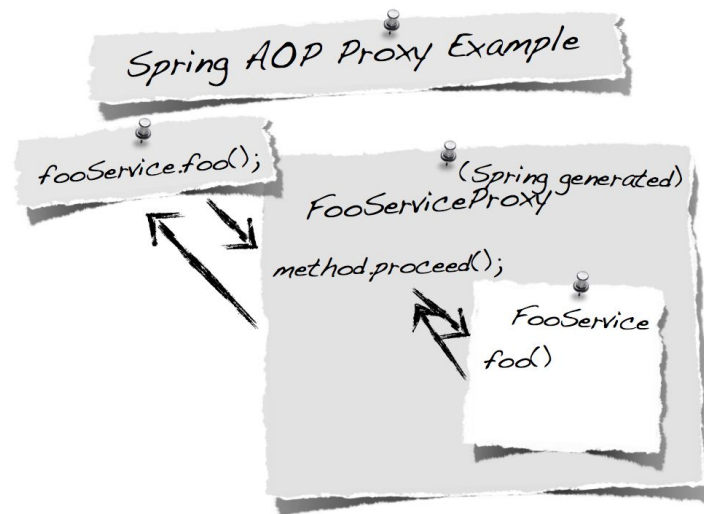 Spring AOP Proxy Example
fooService.foo();
(Spring generated)
FooServiceProxy
method.proceed();
FooService
foo()